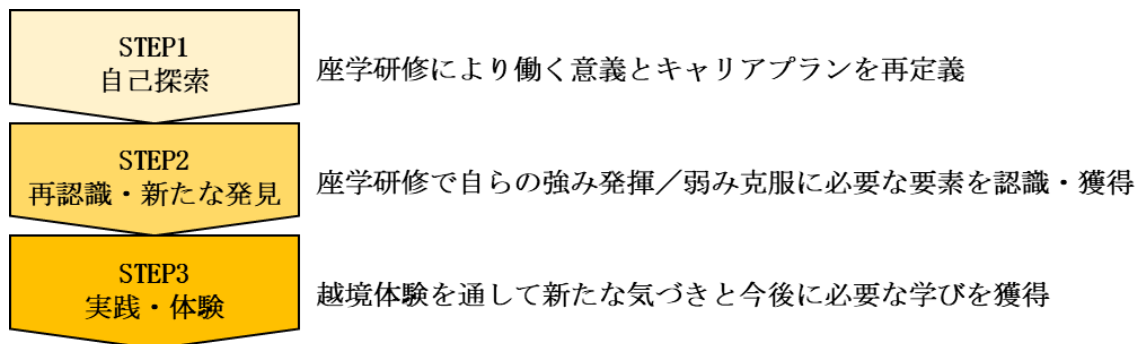 STEP1
自己探索
座学研修により働く意義とキャリアプランを再定義
STEP2
再認識・新たな発見
座学研修で自らの強み発揮／弱み克服に必要な要素を認識・獲得
STEP3
実践・体験
越境体験を通して新たな気づきと今後に必要な学びを獲得